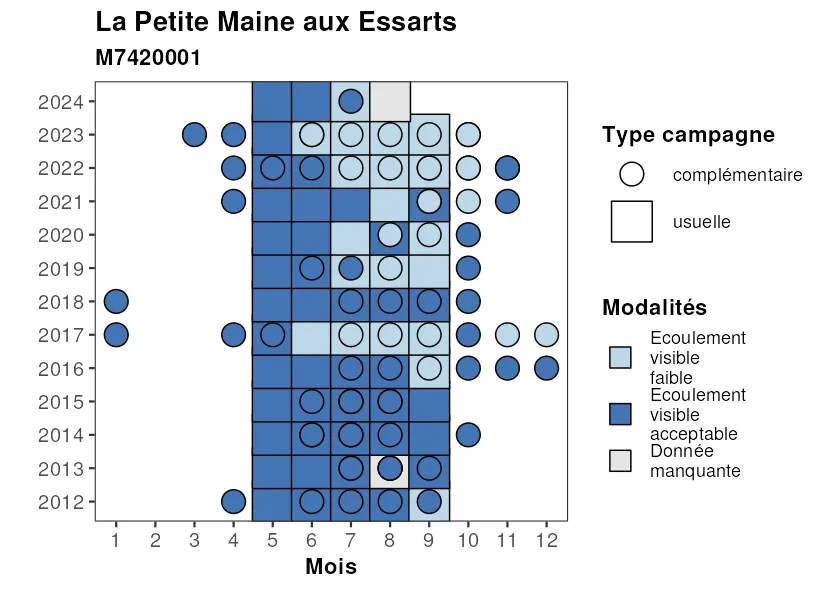 La Petite Maine aux Essarts
M7420001
2024
2023
2022
2021
2020
2019
2018
2017
2016
2015
2014
2013
2012
1 2 3 4 5 6 7 8 9 10 11 12
Mois
Type campagne
complémentaire
usuelle
Modalités
Ecoulement
visible
faible
Ecoulement
visible
acceptable
Donnée
manquante